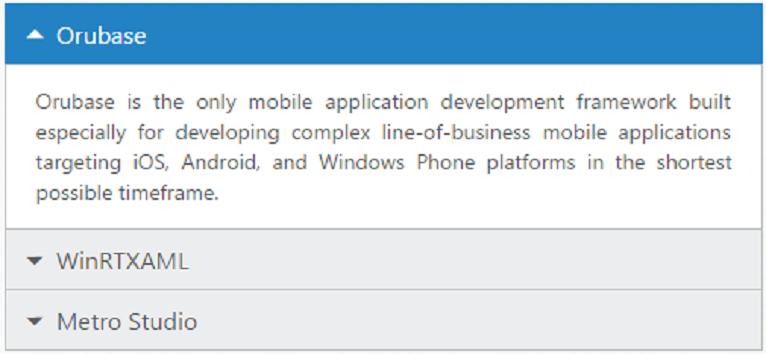 Orubase
Orubase is the only mobile application development framework built
especially for developing complex line-of-business mobile applications
targeting iOS, Android, and Windows Phone platforms in the shortest
possible timeframe.
WinRTXAML
Metro Studio